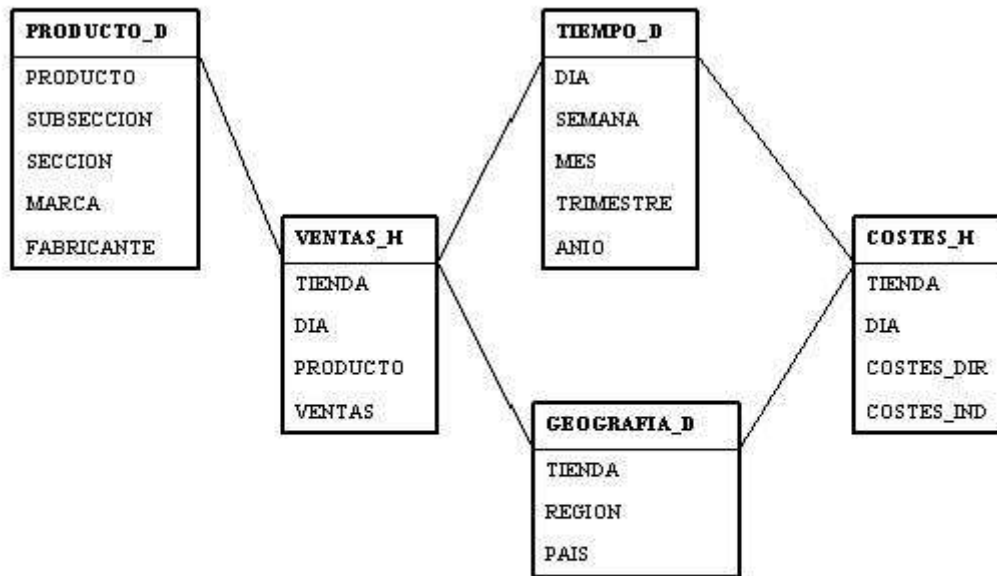 PRODUCTO_D
PRODUCTO
SUBSECCION
SECCION
MARCA
FABRICANTE
VENTAS_H
TIENDA
DIA
PRODUCTO
VENTAS
TIEMPO_D
DIA
SEMANA
MES
TRIMESTRE
ANIO
GEOGRAFIA_D
TIENDA
REGION
PAIS
COSTES_H
TIENDA
DIA
COSTES_DIR
COSTES_IND